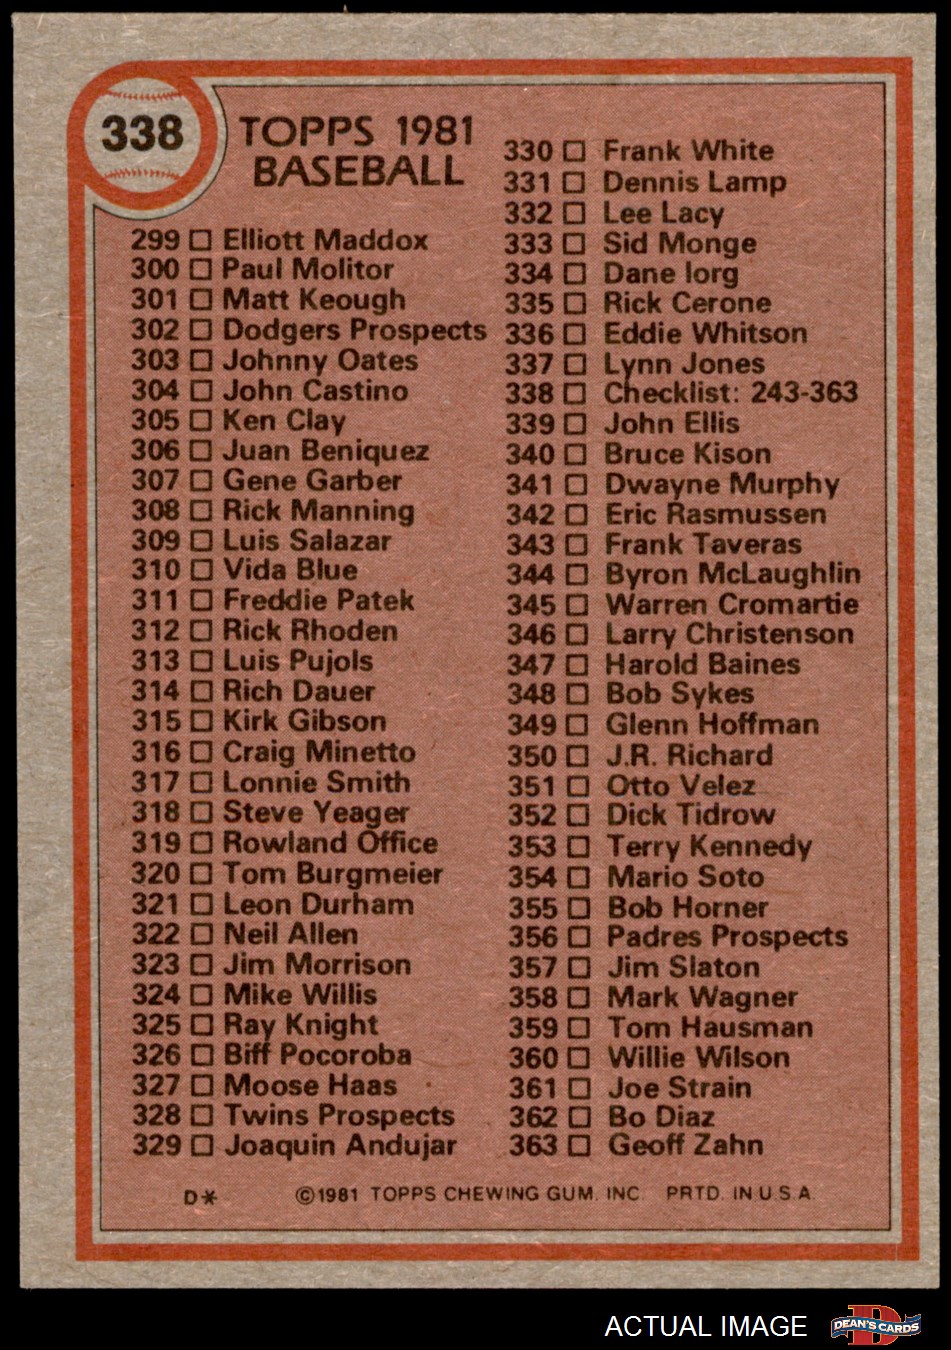 338
TOPPS 1981
BASEBALL
299 Elliott Maddox
300 Paul Molitor
301 Matt Keough
302 Dodgers Prospects
303 Johnny Oates
304 John Castino
305 Ken Clay
306 Juan Beniquez
307 Gene Garber
308 Rick Manning
309 Luis Salazar
310 Vida Blue
311 Freddie Patek
312 Rick Rhoden
313 Luis Pujols
314 Rich Dauer
315 Kirk Gibson
316 Craig Minetto
317 Lonnie Smith
318 Steve Yeager
319 Rowland Office
320 Tom Burgmeier
321 Leon Durham
322 Neil Allen
323 Jim Morrison
324 Mike Willis
325 Ray Knight
326 Biff Pocoroba
327 Moose Haas
328 Twins Prospects
329 Joaquin Andujar
330 Frank White
331 Dennis Lamp
332 Lee Lacy
333 Sid Monge
334 Dane Iorg
335 Rick Cerone
336 Eddie Whitson
337 Lynn Jones
338 Checklist: 243-363
339 John Ellis
340 Bruce Kison
341 Dwayne Murphy
342 Eric Rasmussen
343 Frank Taveras
344 Byron McLaughlin
345 Warren Cromartie
346 Larry Christenson
347 Harold Baines
348 Bob Sykes
349 Glenn Hoffman
350 J.R. Richard
351 Otto Velez
352 Dick Tidrow
353 Terry Kennedy
354 Mario Soto
355 Bob Horner
356 Padres Prospects
357 Jim Slaton
358 Mark Wagner
359 Tom Hausman
360 Willie Wilson
361 Joe Strain
362 Bo Diaz
363 Geoff Zahn
D* ©1981 TOPPS CHEWING GUM, INC. PRTD. IN U.S.A.
ACTUAL IMAGE
D
DEAN'S CARDS